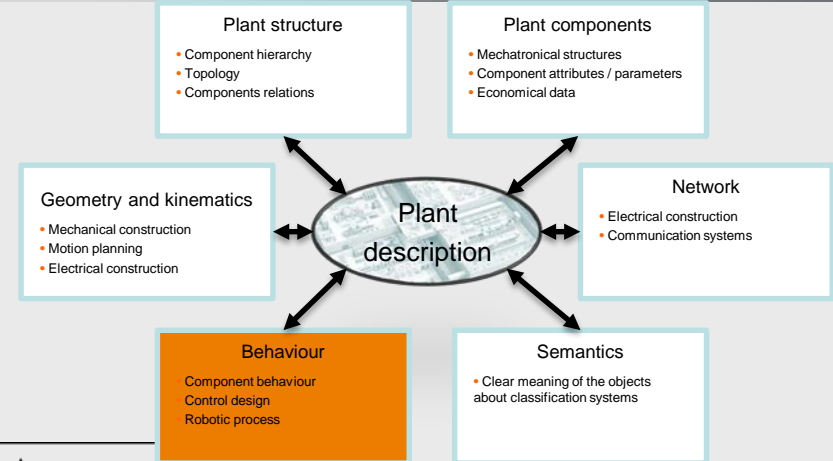 Plant structure
• Component hierarchy
• Topology
• Components relations
Plant components
• Mechatronical structures
• Component attributes / parameters
• Economical data
Geometry and kinematics
• Mechanical construction
• Motion planning
• Electrical construction
Plant
description
Network
• Electrical construction
• Communication systems
Behaviour
• Component behaviour
• Control design
• Robotic process
Semantics
• Clear meaning of the objects
about classification systems